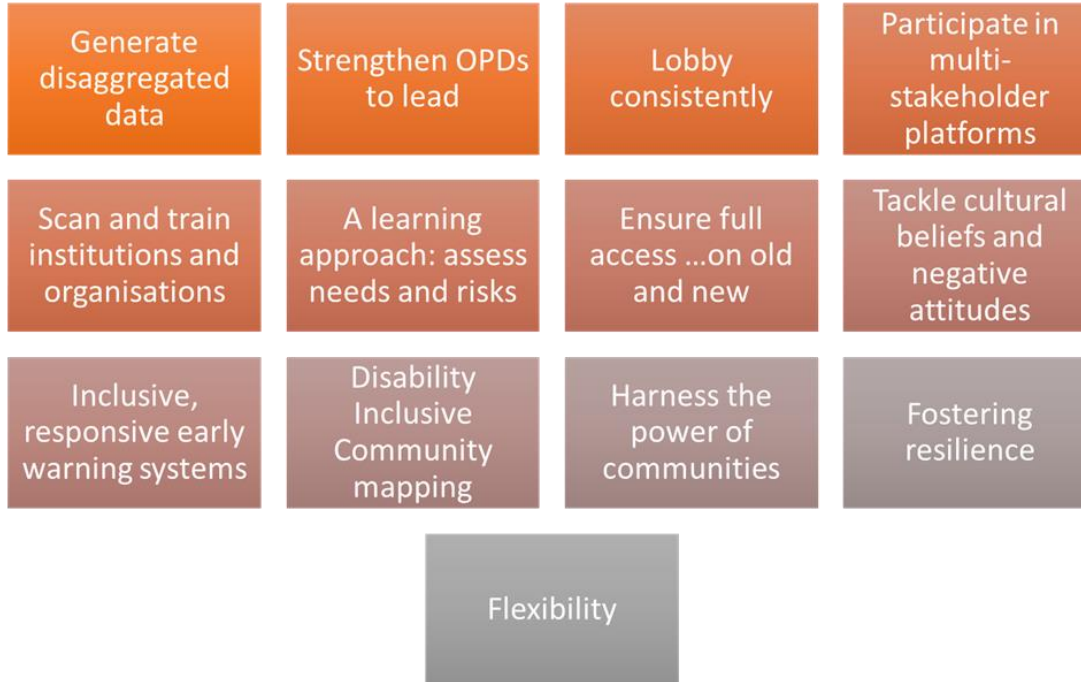 Generate
disaggregated
data
Strengthen OPDs
to lead
Lobby
consistently
Participate in
multi-
stakeholder
platforms
Scan and train
institutions and
organisations
A learning
approach: assess
needs and risks
Ensure full
access ...on old
and new
Tackle cultural
beliefs and
negative
attitudes
Inclusive,
responsive early
warning systems
Disability
Inclusive
Community
mapping
Harness the
power of
communities
Fostering
resilience
Flexibility